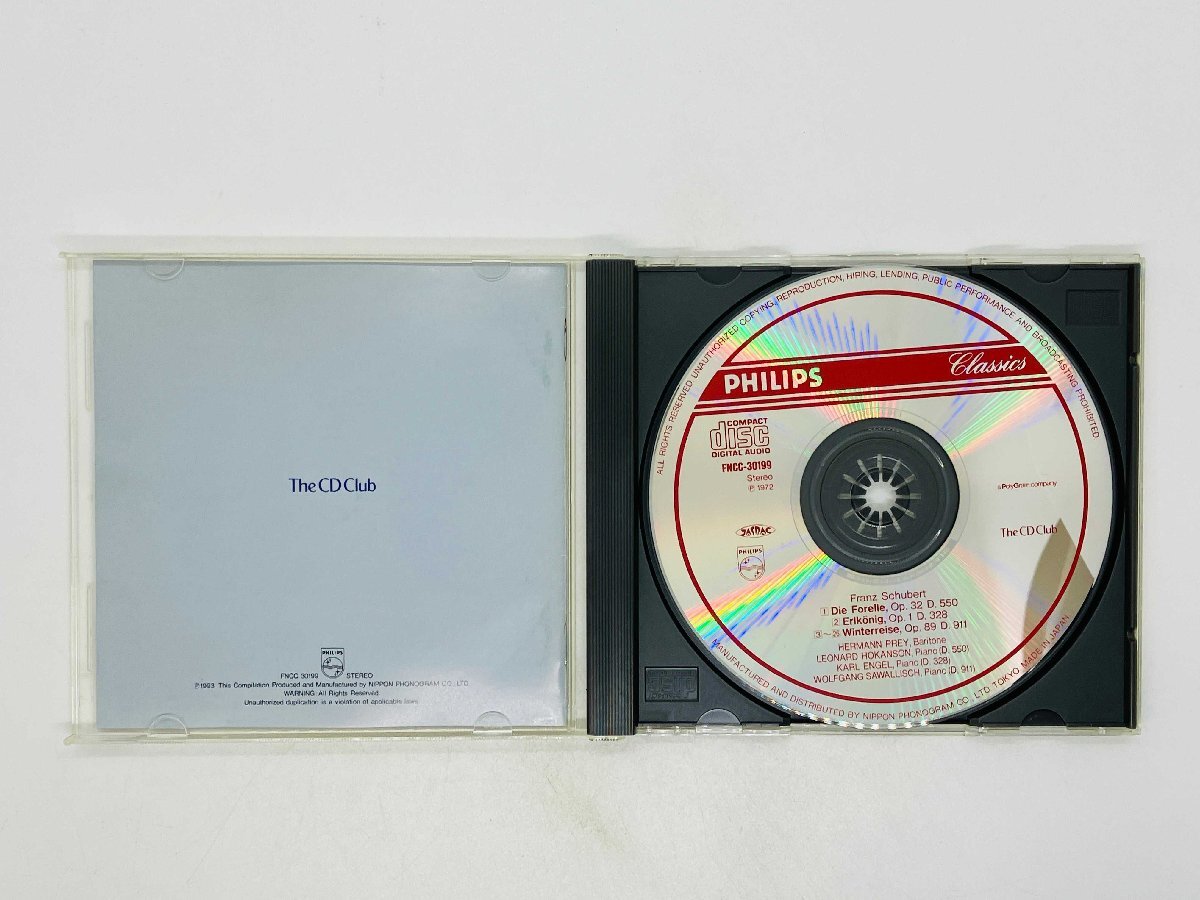 The CD Club
PHILIPS
FNCC-30199 STEREO
℗1993 This Compilation Produced and Manufactured by NIPPON PHONOGRAM CO., LTD.
WARNING: All Rights Reserved.
Unauthorized duplication is a violation of applicable laws.
ALL RIGHTS RESERVED. UNAUTHORIZED COPYING, REPRODUCTION, HIRING, LENDING, PUBLIC PERFORMANCE AND BROADCASTING PROHIBITED
PHILIPS Classics
COMPACT
disc
DIGITAL AUDIO
FNCC-30199
Stereo
℗ 1972
a PolyGram company
JASRAC
The CD Club
PHILIPS
Franz Schubert
1 Die Forelle, Op. 32 D. 550
2 Erlkönig, Op. 1 D. 328
3～26 Winterreise, Op. 89 D. 911
HERMANN PREY, Baritone
LEONARD HOKANSON, Piano (D. 550)
KARL ENGEL, Piano (D. 328)
WOLFGANG SAWALLISCH, Piano (D. 911)
MANUFACTURED AND DISTRIBUTED BY NIPPON PHONOGRAM CO., LTD. TOKYO MADE IN JAPAN